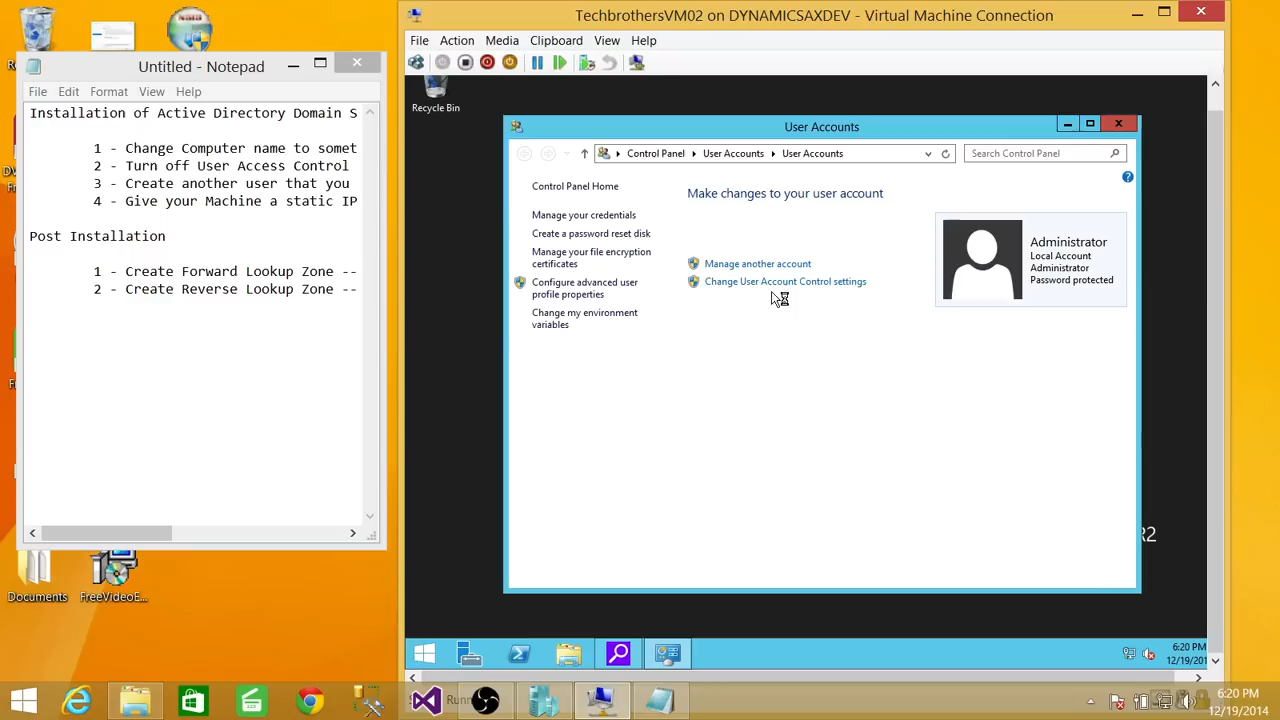 TechbrothersVM02 on DYNAMICSAXDEV - Virtual Machine Connection
File Action Media Clipboard View Help
Untitled - Notepad
File Edit Format View Help
Installation of Active Directory Domain S
1 - Change Computer name to somet
2 - Turn off User Access Control
3 - Create another user that you
4 - Give your Machine a static IP
Post Installation
1 - Create Forward Lookup Zone --
2 - Create Reverse Lookup Zone --
Documents
FreeVideoE...
Recycle Bin
User Accounts
Control Panel User Accounts User Accounts
Search Control Panel
Control Panel Home
Manage your credentials
Create a password reset disk
Manage your file encryption
certificates
Configure advanced user
profile properties
Change my environment
variables
Make changes to your user account
Manage another account
Change User Account Control settings
Administrator
Local Account
Administrator
Password protected
R2
6:20 PM
12/19/2014
6:20 PM
12/19/2014